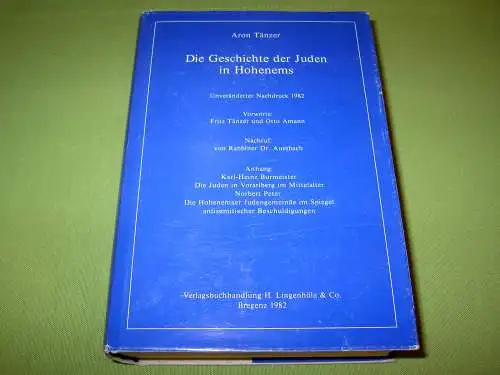 Aron Tänzer
Die Geschichte der Juden
in Hohenems
Unveränderter Nachdruck 1982
Vorworte:
Fritz Tänzer und Otto Amann
Nachruf:
von Rabbiner Dr. Auerbach
Anhang:
Karl-Heinz Burmeister
Die Juden in Vorarlberg im Mittelalter
Norbert Peter
Die Hohenemser Judengemeinde im Spiegel
antisemitischer Beschuldigungen
Verlagsbuchhandlung H. Lingenhöle & Co.
Bregenz 1982